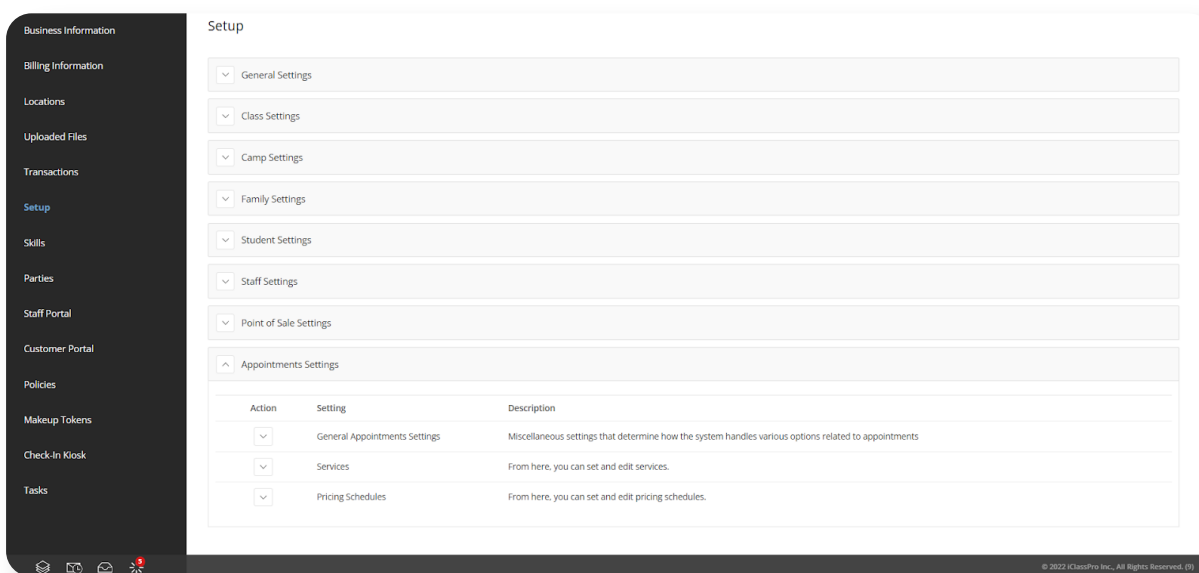 Business Information
Billing Information
Locations
Uploaded Files
Transactions
Setup
Skills
Parties
Staff Portal
Customer Portal
Policies
Makeup Tokens
Check-In Kiosk
Tasks
5
Setup
General Settings
Class Settings
Camp Settings
Family Settings
Student Settings
Staff Settings
Point of Sale Settings
Appointments Settings
Action Setting Description
General Appointments Settings Miscellaneous settings that determine how the system handles various options related to appointments
Services From here, you can set and edit services.
Pricing Schedules From here, you can set and edit pricing schedules.
© 2022 iClassPro Inc., All Rights Reserved. (9)